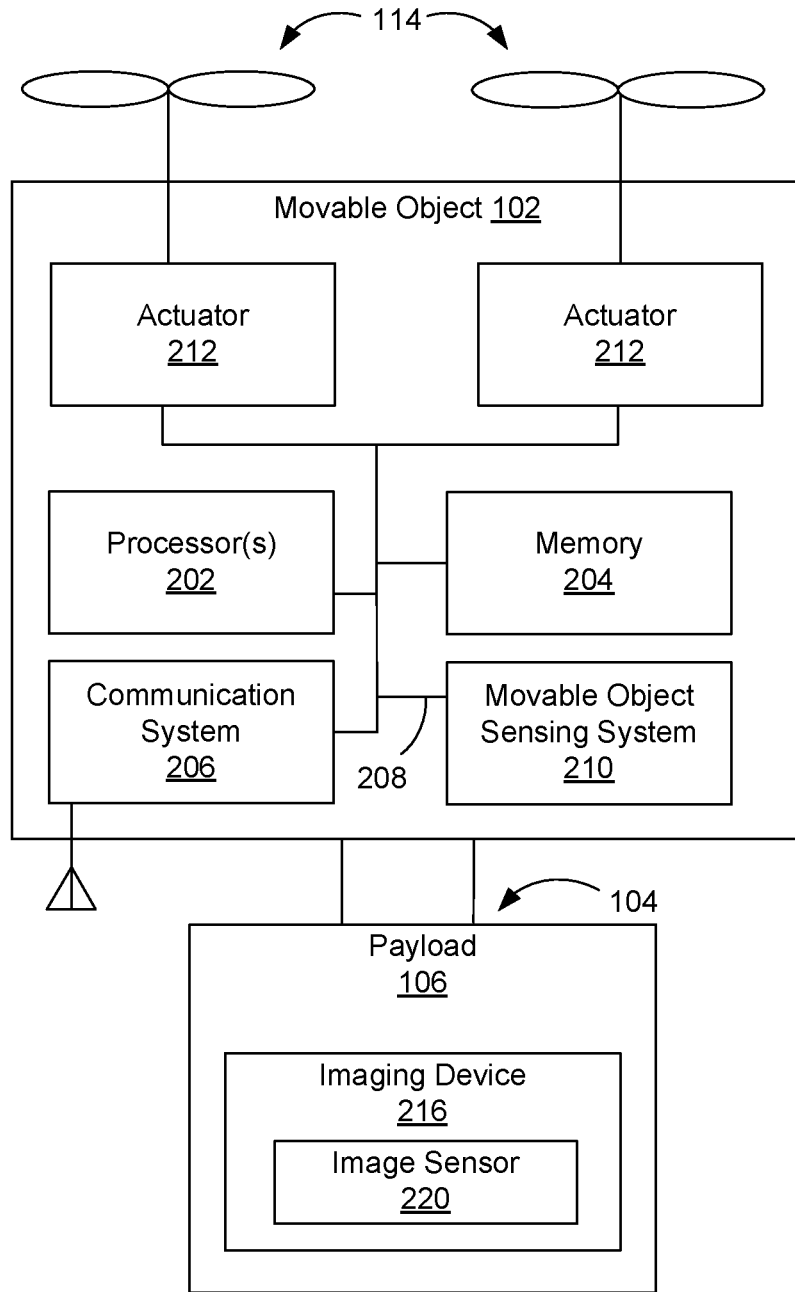 114
Movable Object 102
Actuator
212
Actuator
212
Processor(s)
202
Memory
204
Communication
System
206
Movable Object
Sensing System
210
208
104
Payload
106
Imaging Device
216
Image Sensor
220